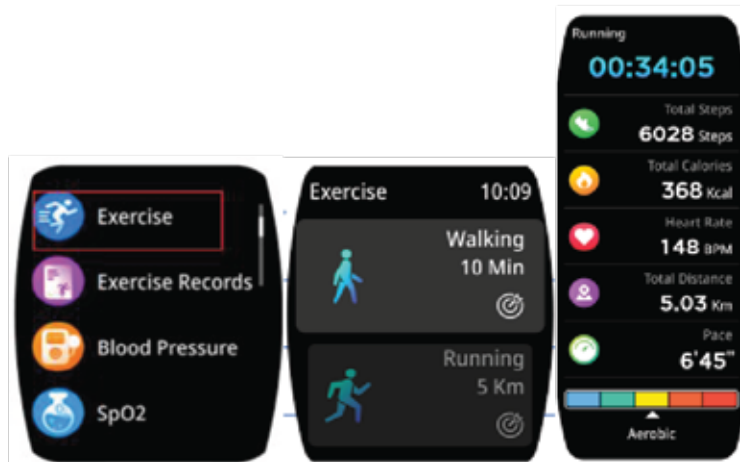 Exercise
Exercise Records
Blood Pressure
SpO2
Exercise 10:09
Walking
10 Min
Running
5 Km
Running
00:34:05
Total Steps
6028 Steps
Total Calories
368 Kcal
Heart Rate
148 BPM
Total Distance
5.03 Km
Pace
6'45"
Aerobic